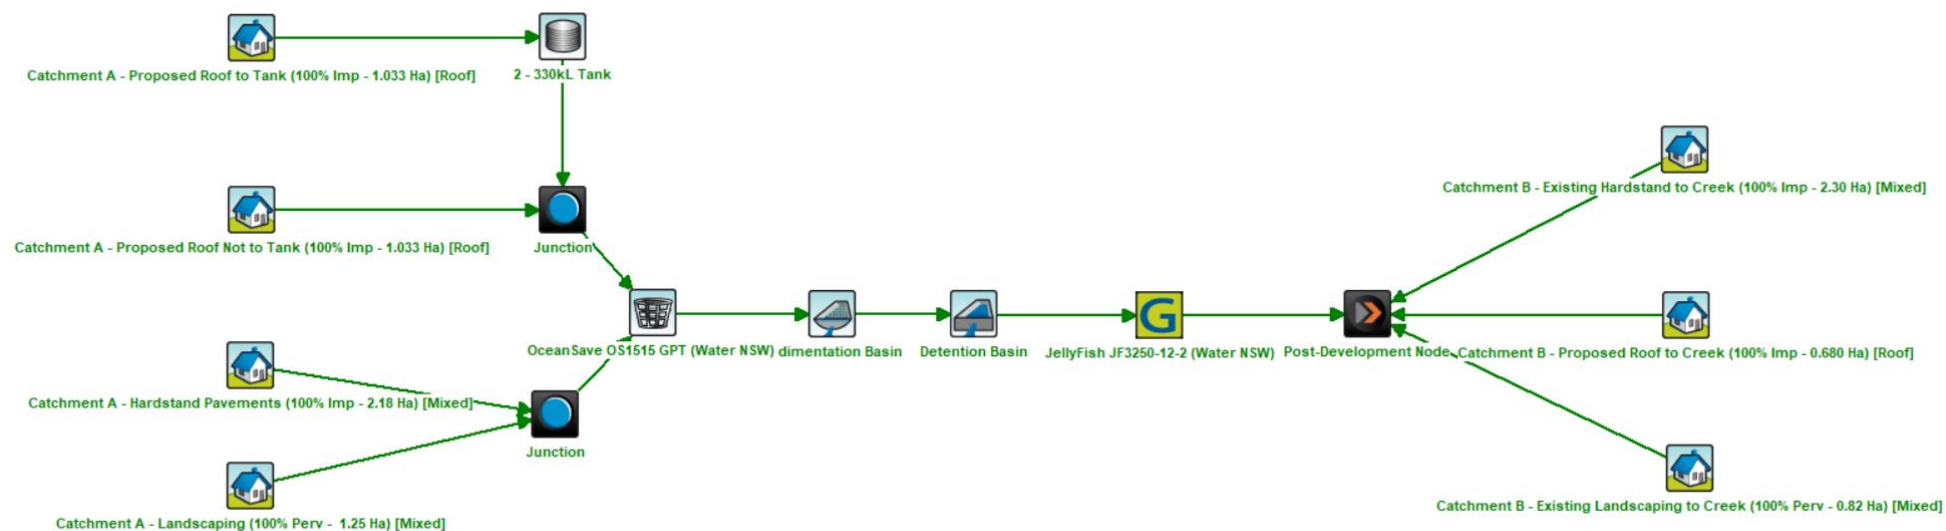 Catchment A - Proposed Roof to Tank (100% Imp - 1.033 Ha) [Roof]
2 - 330kL Tank
Catchment B - Existing Hardstand to Creek (100% Imp - 2.30 Ha) [Mixed]
Catchment A - Proposed Roof Not to Tank (100% Imp - 1.033 Ha) [Roof]
Junction
OceanSave OS1515 GPT (Water NSW)
dimentation Basin
Detention Basin
G
JellyFish JF3250-12-2 (Water NSW)
Post-Development Node
Catchment B - Proposed Roof to Creek (100% Imp - 0.680 Ha) [Roof]
Catchment A - Hardstand Pavements (100% Imp - 2.18 Ha) [Mixed]
Junction
Catchment B - Existing Landscaping to Creek (100% Perv - 0.82 Ha) [Mixed]
Catchment A - Landscaping (100% Perv - 1.25 Ha) [Mixed]